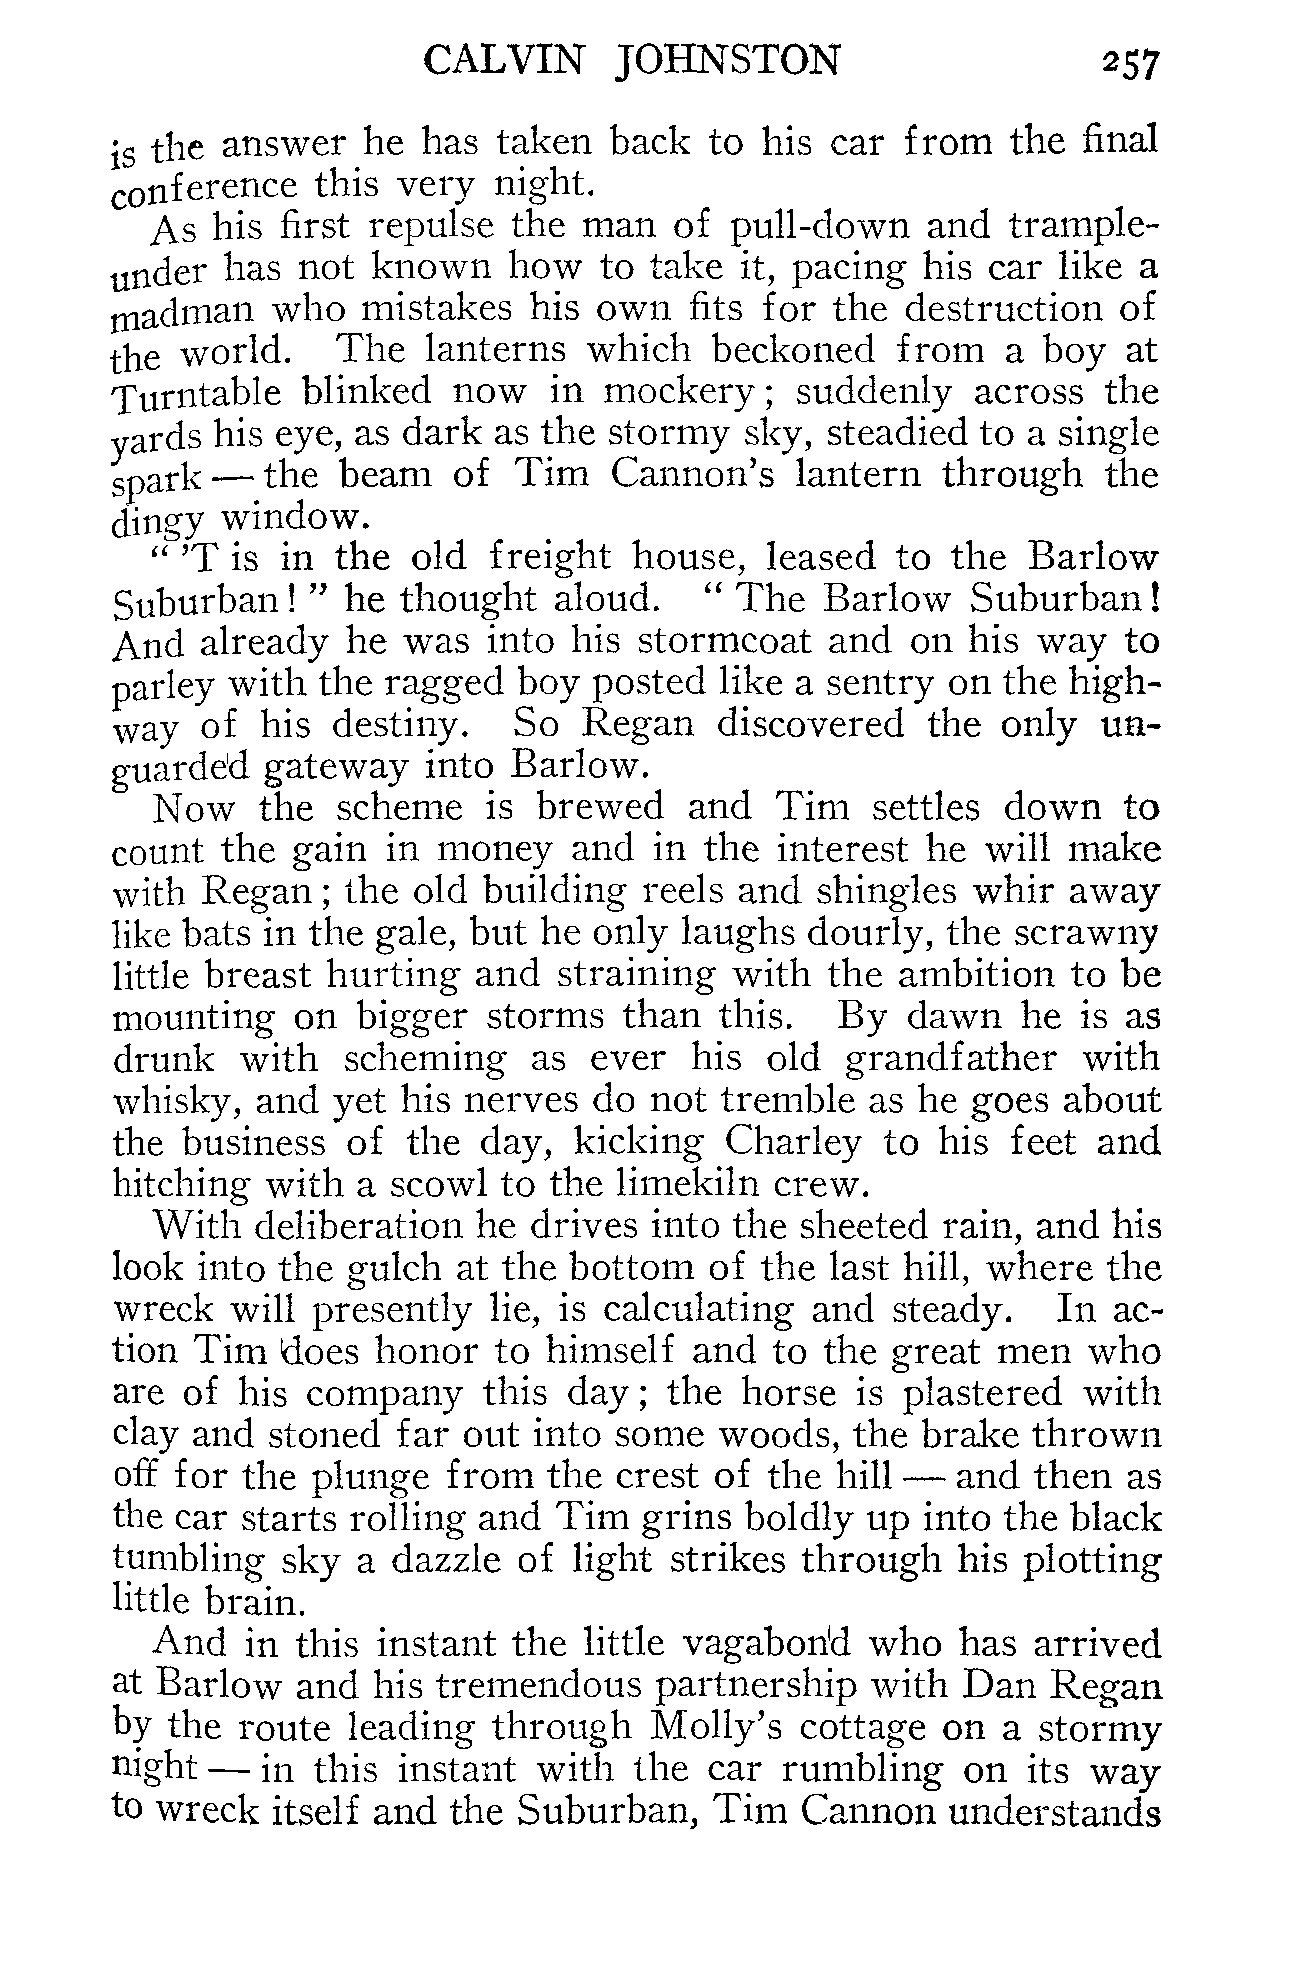 CALVIN JOHNSTON 257
is the answer he has taken back to his car from the final
conference this very night.
As his first repulse the man of pull-down and trample-
under has not known how to take it, pacing his car like a
madman who mistakes his own fits for the destruction of
the world. The lanterns which beckoned from a boy at
Turntable blinked now in mockery; suddenly across the
yards his eye, as dark as the stormy sky, steadied to a single
spark — the beam of Tim Cannon's lantern through the
dingy window.
" 'T is in the old freight house, leased to the Barlow
Suburban! " he thought aloud. " The Barlow Suburban!
And already he was into his stormcoat and on his way to
parley with the ragged boy posted like a sentry on the high-
way of his destiny. So Regan discovered the only un-
guarded gateway into Barlow.
Now the scheme is brewed and Tim settles down to
count the gain in money and in the interest he will make
with Regan; the old building reels and shingles whir away
like bats in the gale, but he only laughs dourly, the scrawny
little breast hurting and straining with the ambition to be
mounting on bigger storms than this. By dawn he is as
drunk with scheming as ever his old grandfather with
whisky, and yet his nerves do not tremble as he goes about
the business of the day, kicking Charley to his feet and
hitching with a scowl to the limekiln crew.
With deliberation he drives into the sheeted rain, and his
look into the gulch at the bottom of the last hill, where the
wreck will presently lie, is calculating and steady. In ac-
tion Tim does honor to himself and to the great men who
are of his company this day; the horse is plastered with
clay and stoned far out into some woods, the brake thrown
off for the plunge from the crest of the hill — and then as
the car starts rolling and Tim grins boldly up into the black
tumbling sky a dazzle of light strikes through his plotting
little brain.
And in this instant the little vagabond who has arrived
at Barlow and his tremendous partnership with Dan Regan
by the route leading through Molly's cottage on a stormy
night — in this instant with the car rumbling on its way
to wreck itself and the Suburban, Tim Cannon understands